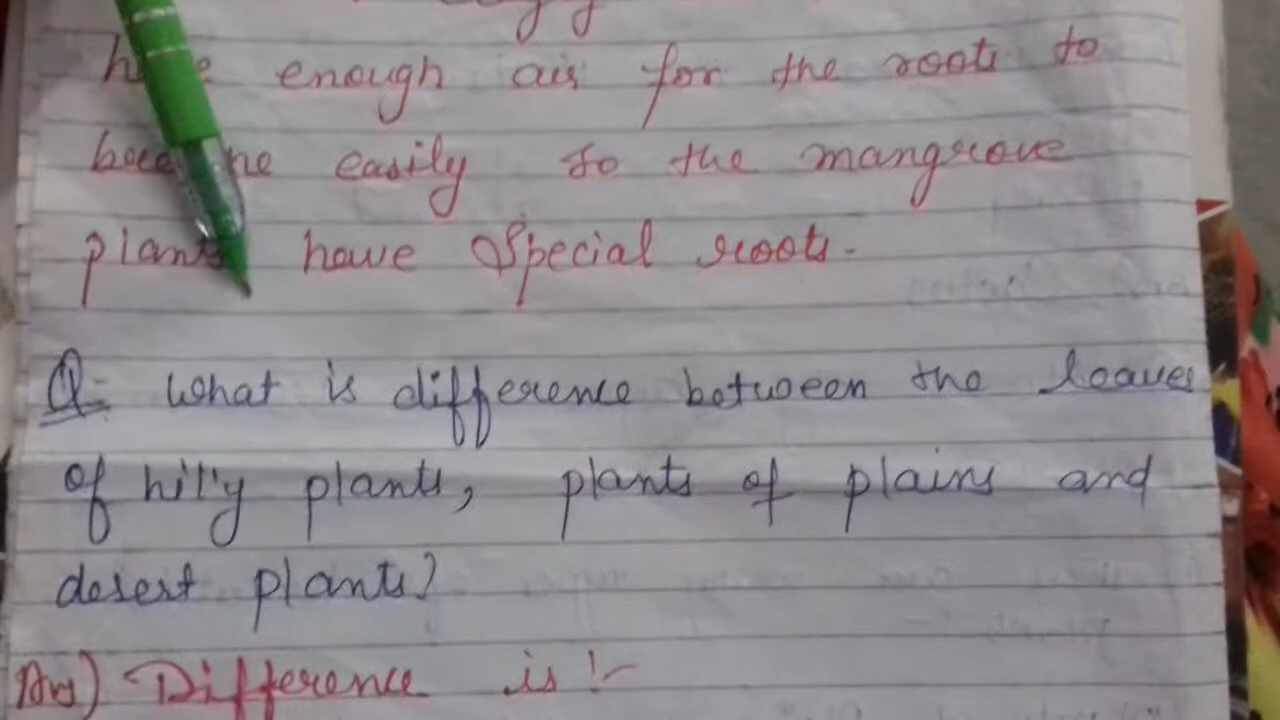 enough air for the roots to
easily so the mangrove
plants have Special roots.
Q- What is difference between the leaves
of hilly plants, plants of plains and
desert plants?
Ans) Difference is :-